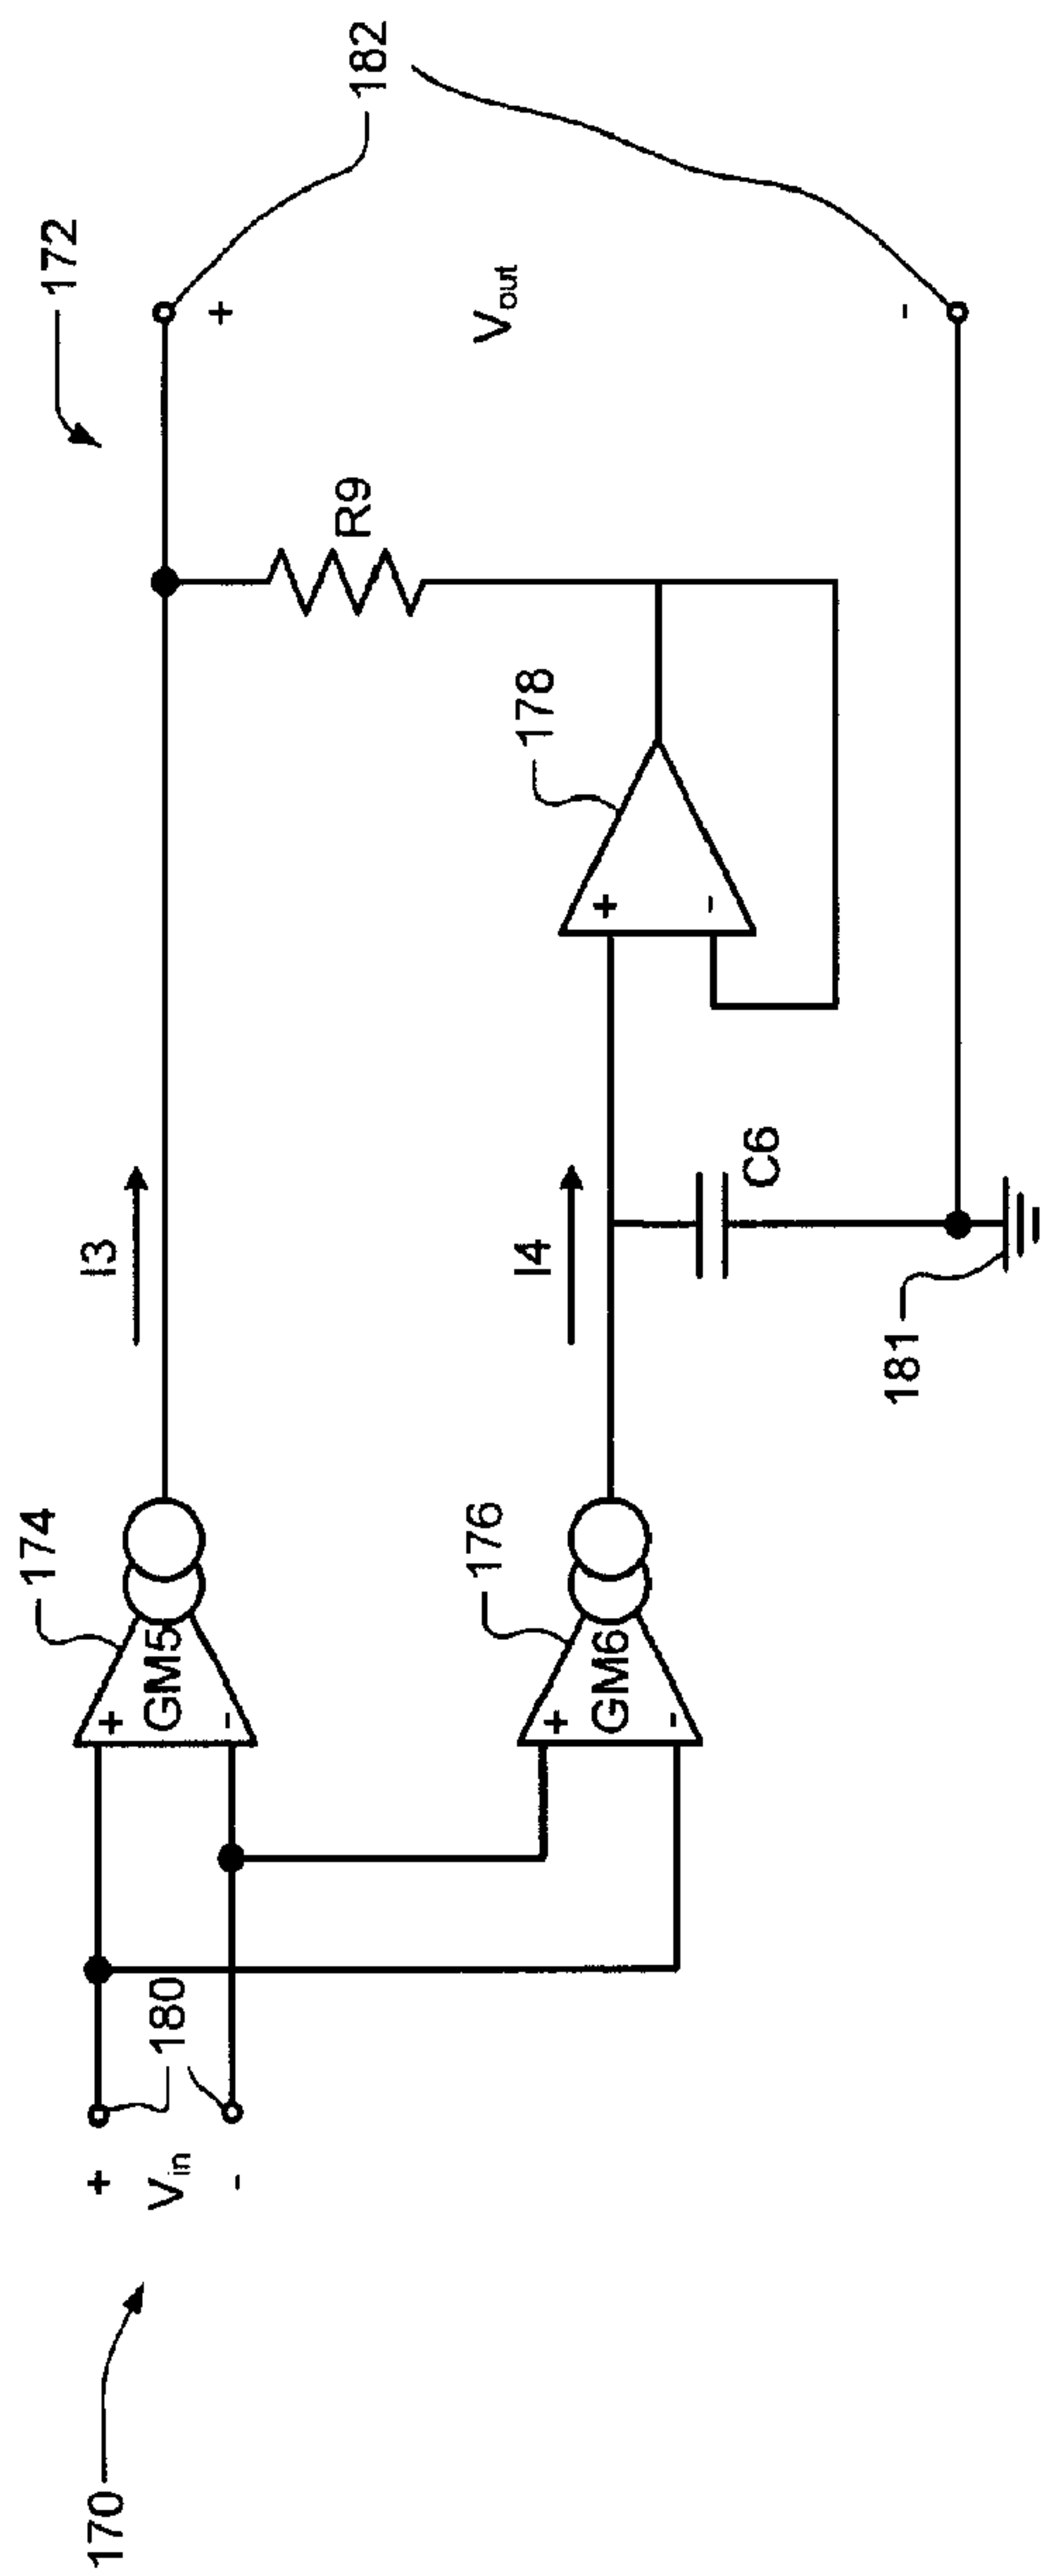 170
172
182
+
Vin
-
180
+
GM5
-
174
I3
R9
+
Vout
-
+
GM6
-
176
I4
C6
+
-
178
181